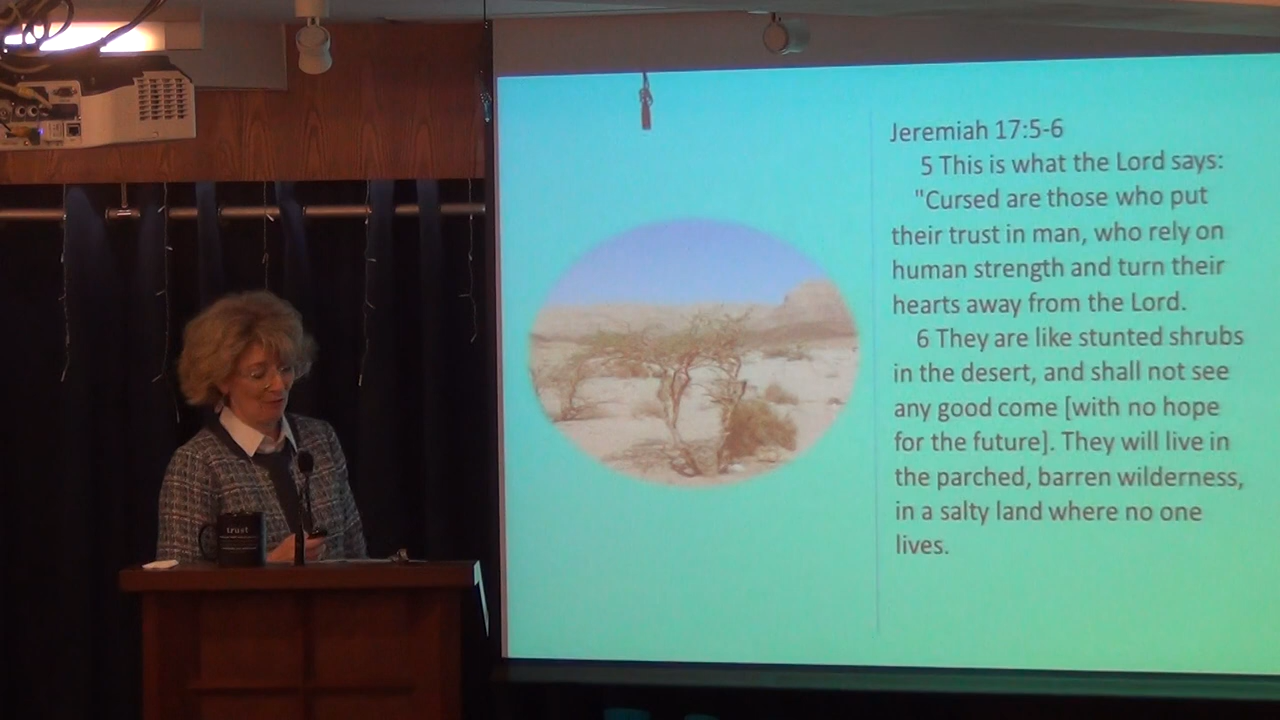 Jeremiah 17:5-6
5 This is what the Lord says:
"Cursed are those who put
their trust in man, who rely on
human strength and turn their
hearts away from the Lord.
6 They are like stunted shrubs
in the desert, and shall not see
any good come [with no hope
for the future]. They will live in
the parched, barren wilderness,
in a salty land where no one
lives.
trust